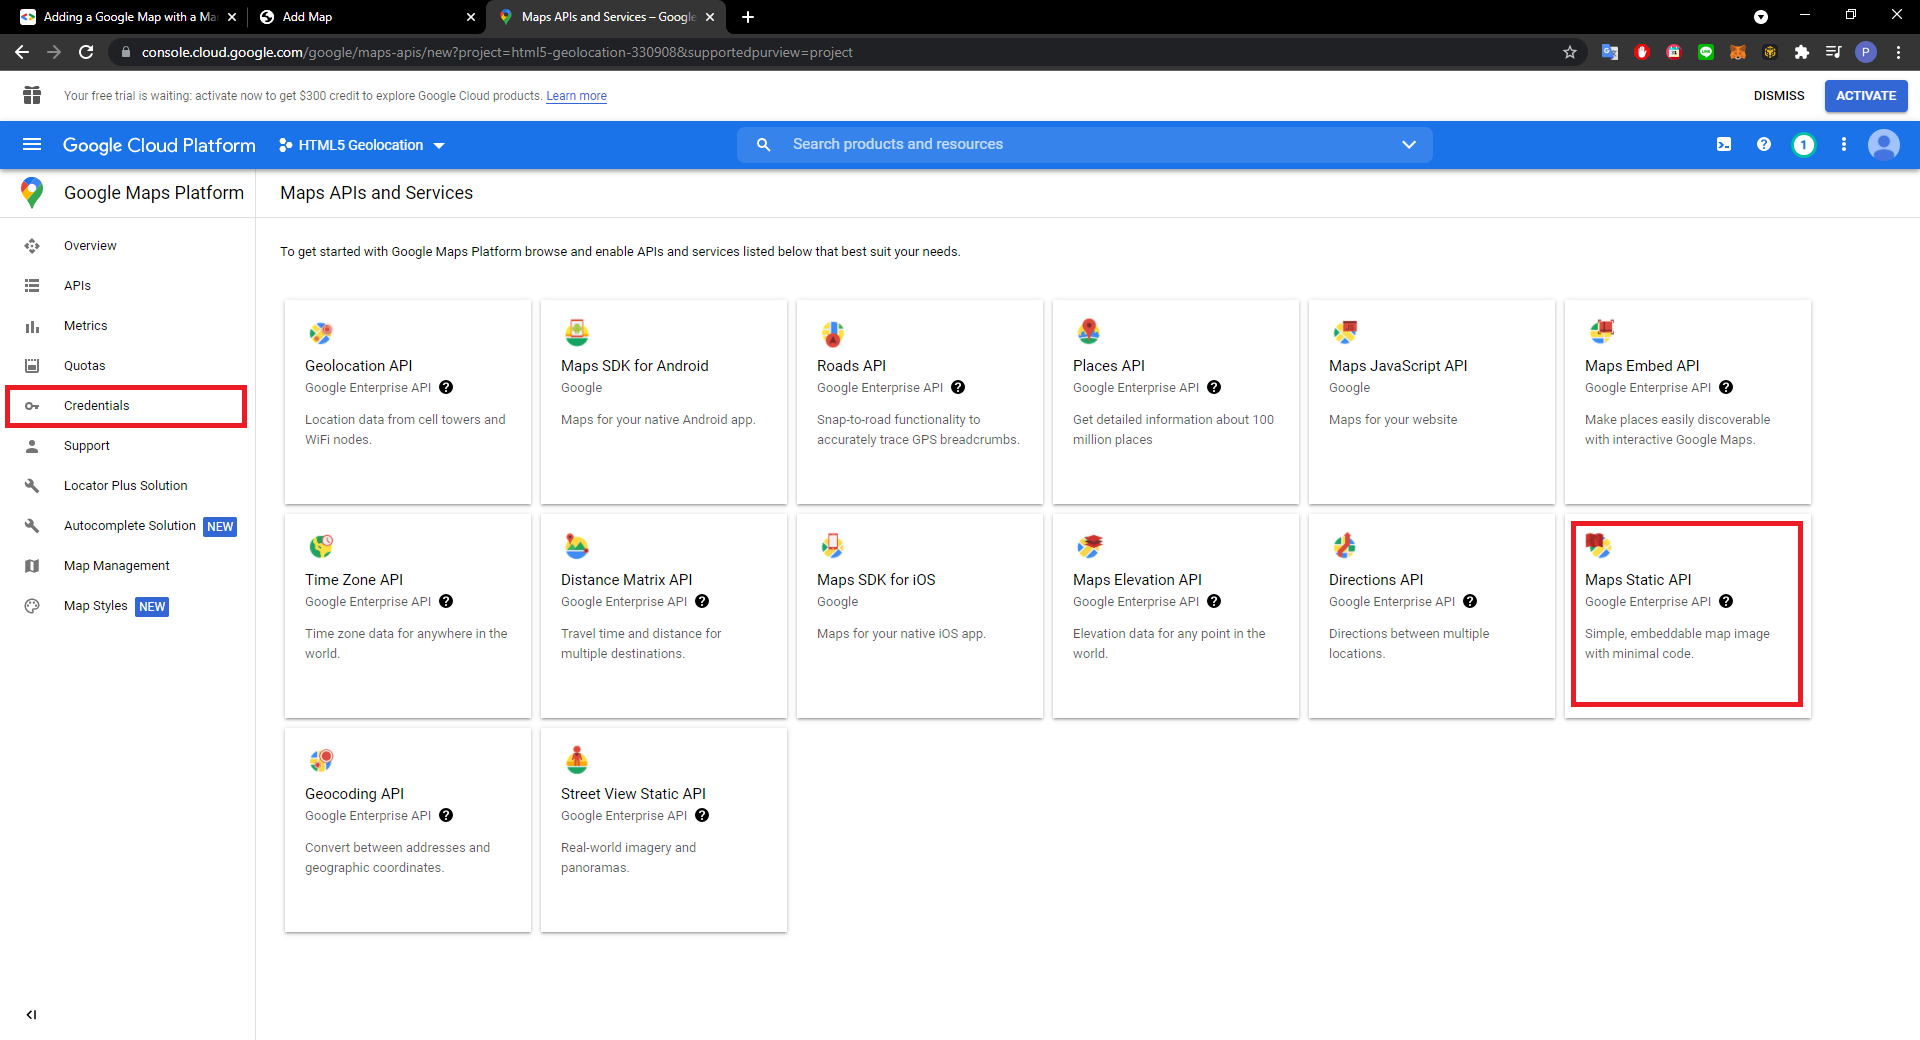 Adding a Google Map with a Ma
Add Map
Maps APIs and Services – Google
console.cloud.google.com/google/maps-apis/new?project=html5-geolocation-330908&supportedpurview=project
P
Your free trial is waiting: activate now to get $300 credit to explore Google Cloud products. Learn more
DISMISS
ACTIVATE
Google Cloud Platform
HTML5 Geolocation
Search products and resources
1
Google Maps Platform
Maps APIs and Services
Overview
APIs
Metrics
Quotas
Credentials
Support
Locator Plus Solution
Autocomplete Solution NEW
Map Management
Map Styles NEW
To get started with Google Maps Platform browse and enable APIs and services listed below that best suit your needs.
Geolocation API
Google Enterprise API
Location data from cell towers and
WiFi nodes.
Maps SDK for Android
Google
Maps for your native Android app.
Roads API
Google Enterprise API
Snap-to-road functionality to
accurately trace GPS breadcrumbs.
Places API
Google Enterprise API
Get detailed information about 100
million places
Maps JavaScript API
Google
Maps for your website
Maps Embed API
Google Enterprise API
Make places easily discoverable
with interactive Google Maps.
Time Zone API
Google Enterprise API
Time zone data for anywhere in the
world.
Distance Matrix API
Google Enterprise API
Travel time and distance for
multiple destinations.
Maps SDK for iOS
Google
Maps for your native iOS app.
Maps Elevation API
Google Enterprise API
Elevation data for any point in the
world.
Directions API
Google Enterprise API
Directions between multiple
locations.
Maps Static API
Google Enterprise API
Simple, embeddable map image
with minimal code.
Geocoding API
Google Enterprise API
Convert between addresses and
geographic coordinates.
Street View Static API
Google Enterprise API
Real-world imagery and
panoramas.